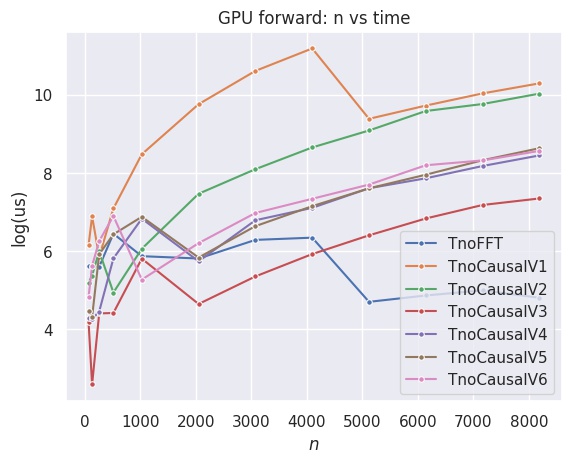 GPU forward: n vs time
log(us)
10
8
6
4
0
1000
2000
3000
4000
5000
6000
7000
8000
n
TnoFFT
TnoCausalV1
TnoCausalV2
TnoCausalV3
TnoCausalV4
TnoCausalV5
TnoCausalV6